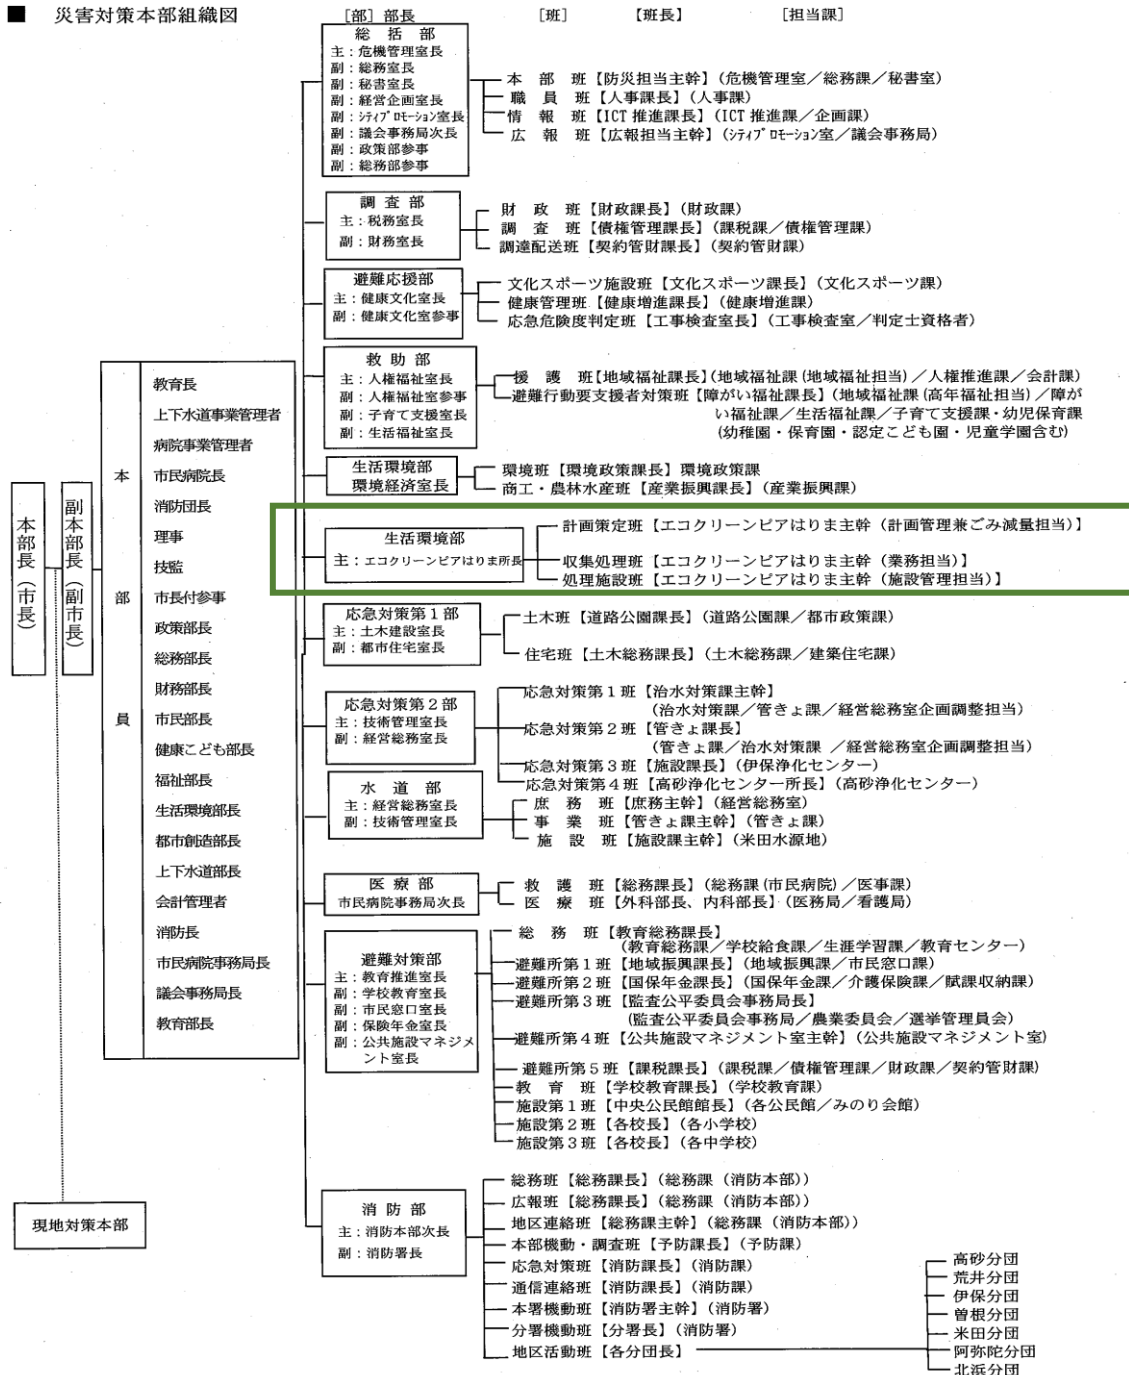 ■ 災害対策本部組織図 [部] 部長 [班] 【班長】 [担当課]
総括部
主：危機管理室長
副：総務室長
副：秘書室長
副：経営企画室長
副：シティプロモーション室長
副：議会事務局次長
副：政策部参事
副：総務部参事
本部班【防災担当主幹】(危機管理室／総務課／秘書室)
職員班【人事課長】(人事課)
情報班【ICT 推進課長】(ICT 推進課／企画課)
広報班【広報担当主幹】(シティプロモーション室／議会事務局)
調査部
主：税務室長
副：財務室長
財政班【財政課長】(財政課)
調査班【債権管理課長】(課税課／債権管理課)
調達配送班【契約管財課長】(契約管財課)
避難応援部
主：健康文化室長
副：健康文化室参事
文化スポーツ施設班【文化スポーツ課長】(文化スポーツ課)
健康管理班【健康増進課長】(健康増進課)
応急危険度判定班【工事検査室長】(工事検査室／判定士資格者)
救助部
主：人権福祉室長
副：人権福祉室参事
副：子育て支援室長
副：生活福祉室長
援護班【地域福祉課長】(地域福祉課(地域福祉担当)／人権推進課／会計課)
避難行動要支援者対策班【障がい福祉課長】(地域福祉課(高年福祉担当)／障が
い福祉課／生活福祉課／子育て支援課・幼児保育課
(幼稚園・保育園・認定こども園・児童学園含む)
生活環境部
環境経済室長
環境班【環境政策課長】環境政策課
商工・農林水産班【産業振興課長】(産業振興課)
生活環境部
主：エコクリーンピアはりま所長
計画策定班【エコクリーンピアはりま主幹（計画管理兼ごみ減量担当）】
収集処理班【エコクリーンピアはりま主幹（業務担当）】
処理施設班【エコクリーンピアはりま主幹（施設管理担当）】
応急対策第１部
主：土木建設室長
副：都市住宅室長
土木班【道路公園課長】(道路公園課／都市政策課)
住宅班【土木総務課長】(土木総務課／建築住宅課)
応急対策第２部
主：技術管理室長
副：経営総務室長
応急対策第１班【治水対策課主幹】
(治水対策課／管きょ課／経営総務室企画調整担当)
応急対策第２班【管きょ課長】
(管きょ課／治水対策課 ／経営総務室企画調整担当)
応急対策第３班【施設課長】(伊保浄化センター)
応急対策第４班【高砂浄化センター所長】(高砂浄化センター)
水道部
主：経営総務室長
副：技術管理室長
庶務班【庶務主幹】(経営総務室)
事業班【管きょ課主幹】(管きょ課)
施設班【施設課主幹】(米田水源地)
医療部
市民病院事務局次長
救護班【総務課長】(総務課(市民病院)／医事課)
医療班【外科部長、内科部長】(医務局／看護局)
避難対策部
主：教育推進室長
副：学校教育室長
副：市民窓口室長
副：保険年金室長
副：公共施設マネジメ
ント室長
総務班【教育総務課長】
(教育総務課／学校給食課／生涯学習課／教育センター)
避難所第１班【地域振興課長】(地域振興課／市民窓口課)
避難所第２班【国保年金課長】(国保年金課／介護保険課／賦課収納課)
避難所第３班【監査公平委員会事務局長】
(監査公平委員会事務局／農業委員会／選挙管理員会)
避難所第４班【公共施設マネジメント室主幹】(公共施設マネジメント室)
避難所第５班【課税課長】(課税課／債権管理課／財政課／契約管財課)
教育班【学校教育課長】(学校教育課)
施設第１班【中央公民館館長】(各公民館／みのり会館)
施設第２班【各校長】(各小学校)
施設第３班【各校長】(各中学校)
消防部
主：消防本部次長
副：消防署長
総務班【総務課長】(総務課（消防本部）)
広報班【総務課長】(総務課（消防本部）)
地区連絡班【総務課主幹】(総務課（消防本部）)
本部機動・調査班【予防課長】(予防課)
応急対策班【消防課長】(消防課)
通信連絡班【消防課長】(消防課)
本署機動班【消防署主幹】(消防署)
分署機動班【分署長】(消防署)
地区活動班【各分団長】
高砂分団
荒井分団
伊保分団
曽根分団
米田分団
阿弥陀分団
北浜分団
本部長（市長）
副本部長（副市長）
本部員
教育長
上下水道事業管理者
病院事業管理者
市民病院長
消防団長
理事
技監
市長付参事
政策部長
総務部長
財務部長
市民部長
健康こども部長
福祉部長
生活環境部長
都市創造部長
上下水道部長
会計管理者
消防長
市民病院事務局長
議会事務局長
教育部長
現地対策本部